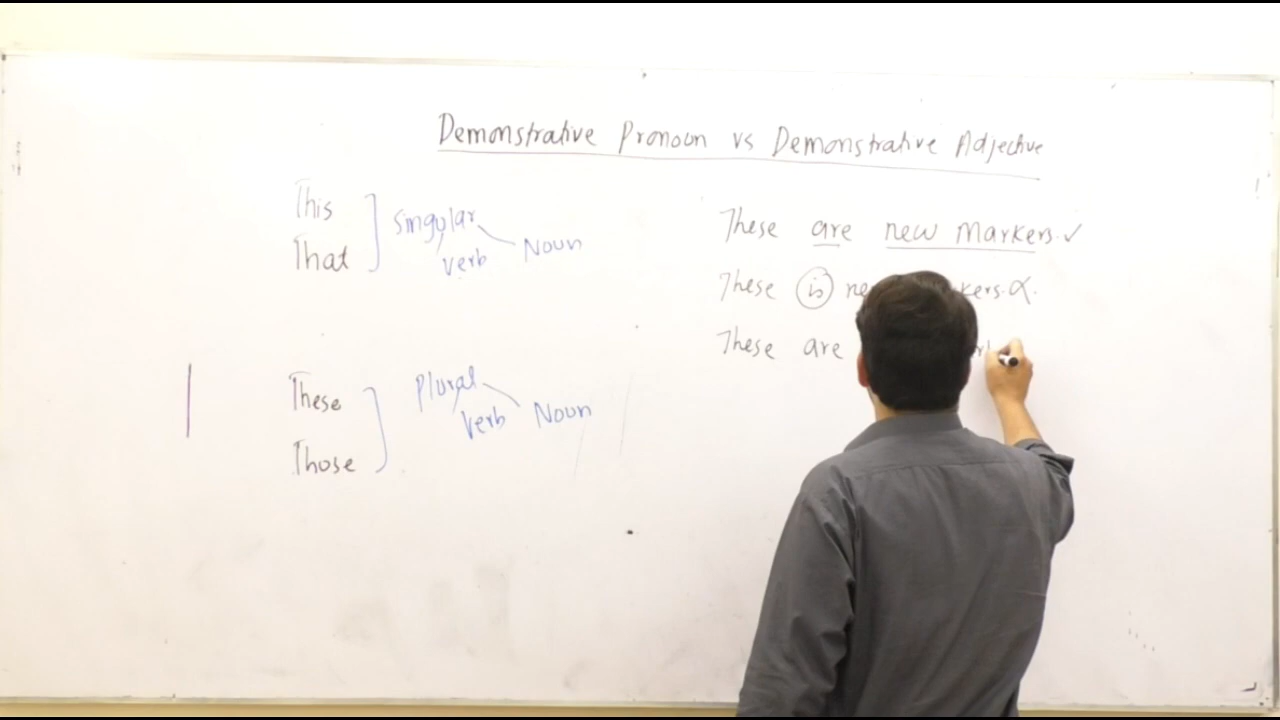 Demonstrative Pronoun vs Demonstrative Adjective
This
That
Singular
Verb
Noun
These
Those
Plural
Verb
Noun
These are new Markers. ✓
These is
These are